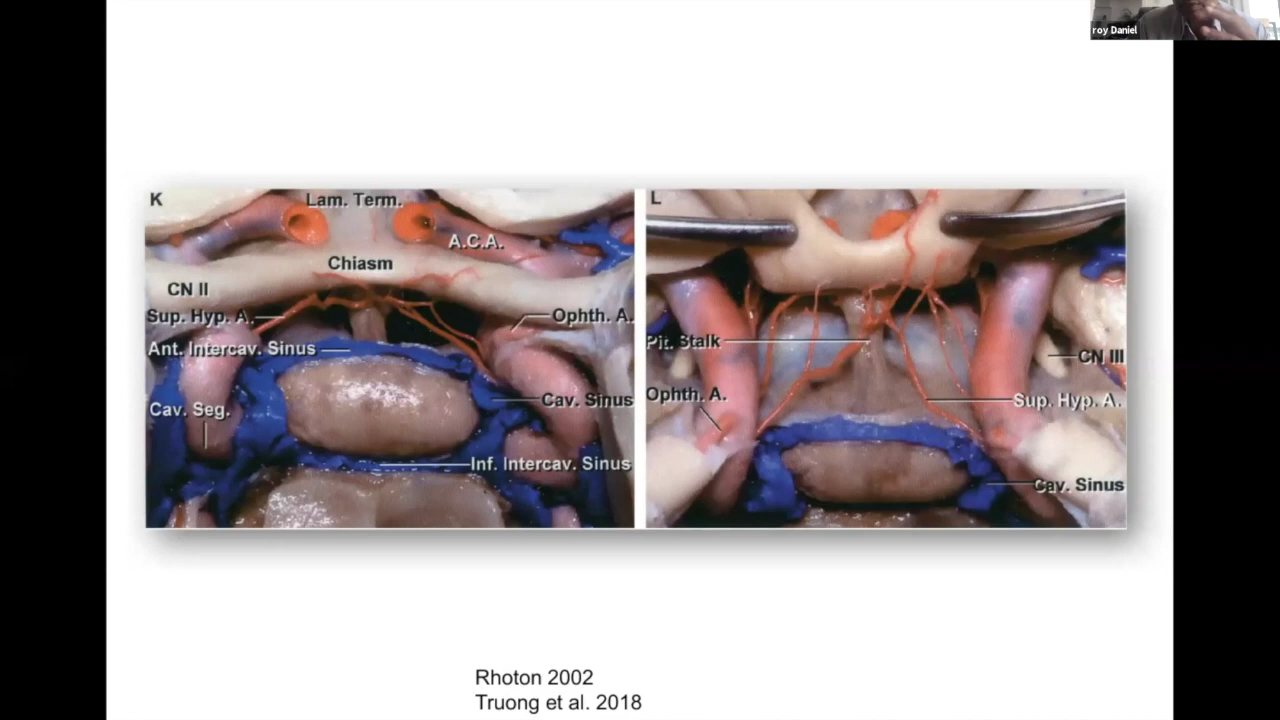 roy Daniel
K
Lam. Term.
A.C.A.
Chiasm
CN II
Sup. Hyp. A.
Ophth. A.
Ant. Intercav. Sinus
Cav. Sinus
Cav. Seg.
Inf. Intercav. Sinus
L
Pit. Stalk
CN III
Ophth. A.
Sup. Hyp. A.
Cav. Sinus
Rhoton 2002
Truong et al. 2018